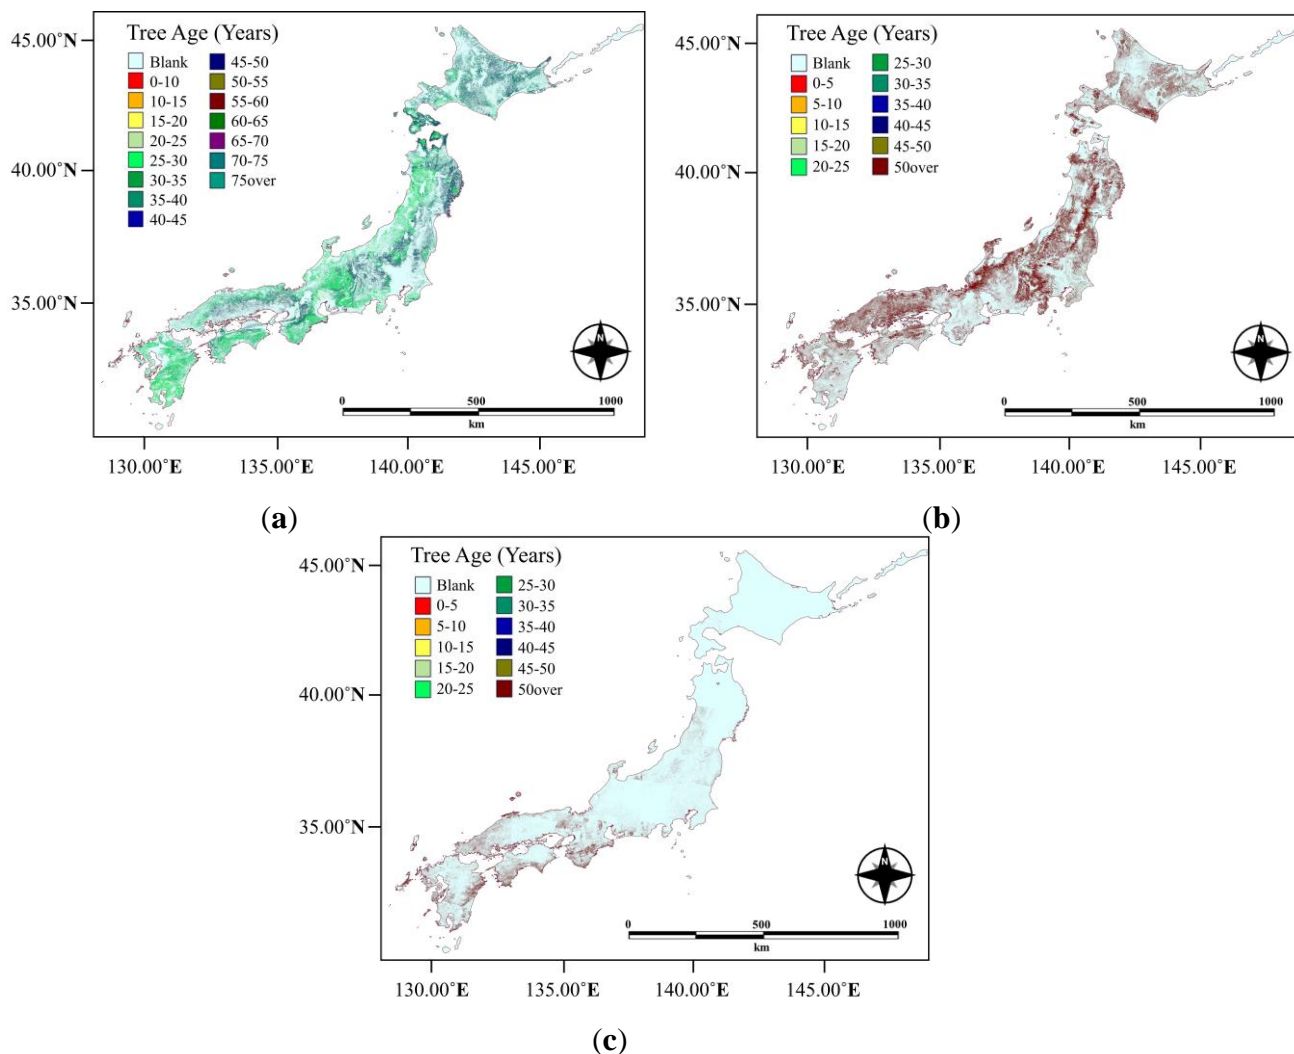 Tree Age (Years)
Blank
0-10
10-15
15-20
20-25
25-30
30-35
35-40
40-45
45-50
50-55
55-60
60-65
65-70
70-75
75over
45.00°N
40.00°N
35.00°N
N
0 500 1000
km
130.00°E 135.00°E 140.00°E 145.00°E
(a)
Tree Age (Years)
Blank
0-5
5-10
10-15
15-20
20-25
25-30
30-35
35-40
40-45
45-50
50over
45.00°N
40.00°N
35.00°N
N
0 500 1000
km
130.00°E 135.00°E 140.00°E 145.00°E
(b)
Tree Age (Years)
Blank
0-5
5-10
10-15
15-20
20-25
25-30
30-35
35-40
40-45
45-50
50over
45.00°N
40.00°N
35.00°N
N
0 500 1000
km
130.00°E 135.00°E 140.00°E 145.00°E
(c)